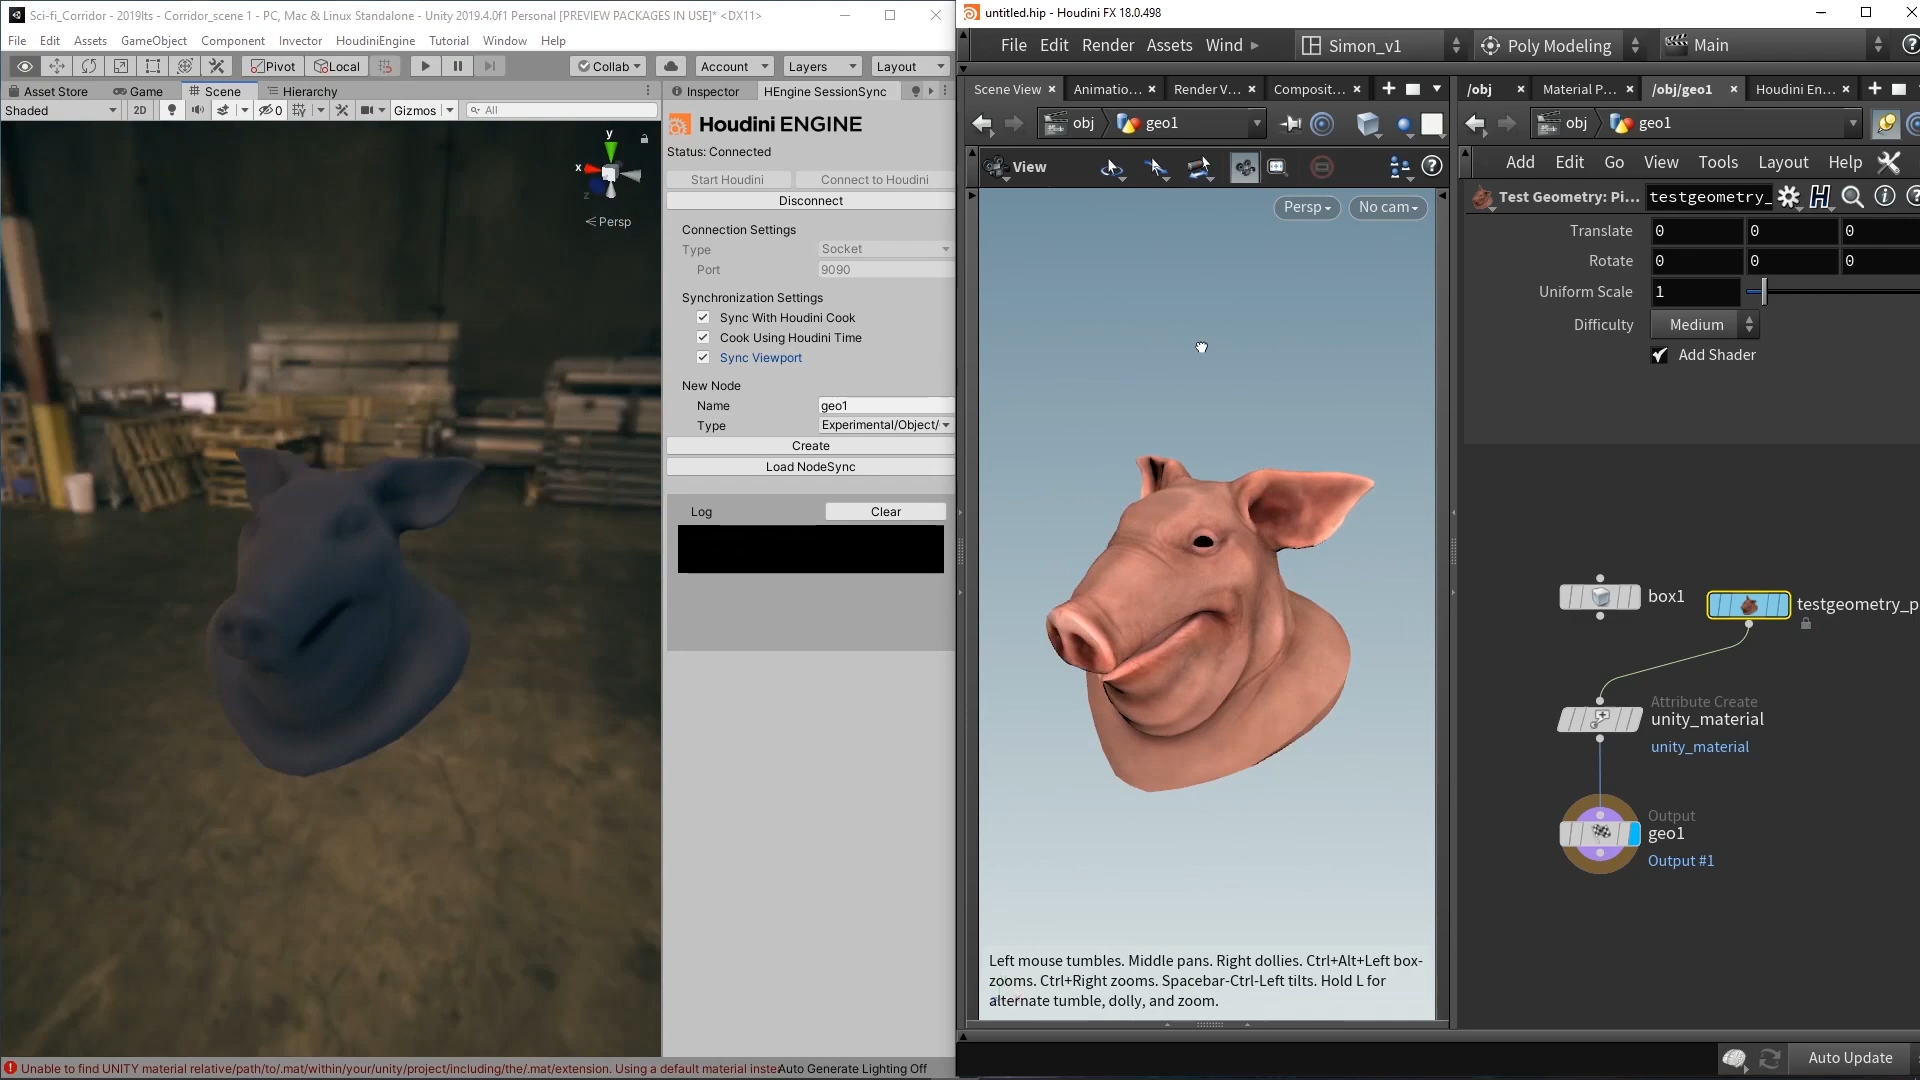 Sci-fi_Corridor - 2019lts - Corridor_scene 1 - PC, Mac & Linux Standalone - Unity 2019.4.0f1 Personal [PREVIEW PACKAGES IN USE]* <DX11>
File Edit Assets GameObject Component Invector HoudiniEngine Tutorial Window Help
Pivot Local Collab Account Layers Layout
Asset Store Game Scene Hierarchy
Shaded 2D 0 Gizmos All
y
x
z
Persp
Inspector HEngine SessionSync
Houdini ENGINE
Status: Connected
Start Houdini Connect to Houdini
Disconnect
Connection Settings
Type Socket
Port 9090
Synchronization Settings
Sync With Houdini Cook
Cook Using Houdini Time
Sync Viewport
New Node
Name geo1
Type Experimental/Object/
Create
Load NodeSync
Log Clear
Unable to find UNITY material relative/path/to/.mat/within/your/unity/project/including/the/.mat/extension. Using a default material inste
Auto Generate Lighting Off
untitled.hip - Houdini FX 18.0.498
File Edit Render Assets Wind Simon_v1 Poly Modeling Main
Scene View Animatio... Render V... Composit...
obj geo1
View
Persp No cam
Left mouse tumbles. Middle pans. Right dollies. Ctrl+Alt+Left box-
zooms. Ctrl+Right zooms. Spacebar-Ctrl-Left tilts. Hold L for
alternate tumble, dolly, and zoom.
/obj Material P... /obj/geo1 Houdini En...
obj geo1
Add Edit Go View Tools Layout Help
Test Geometry: Pi... testgeometry_
Translate 0 0 0
Rotate 0 0 0
Uniform Scale 1
Difficulty Medium
Add Shader
box1
testgeometry_p
Attribute Create
unity_material
unity_material
Output
geo1
Output #1
Auto Update